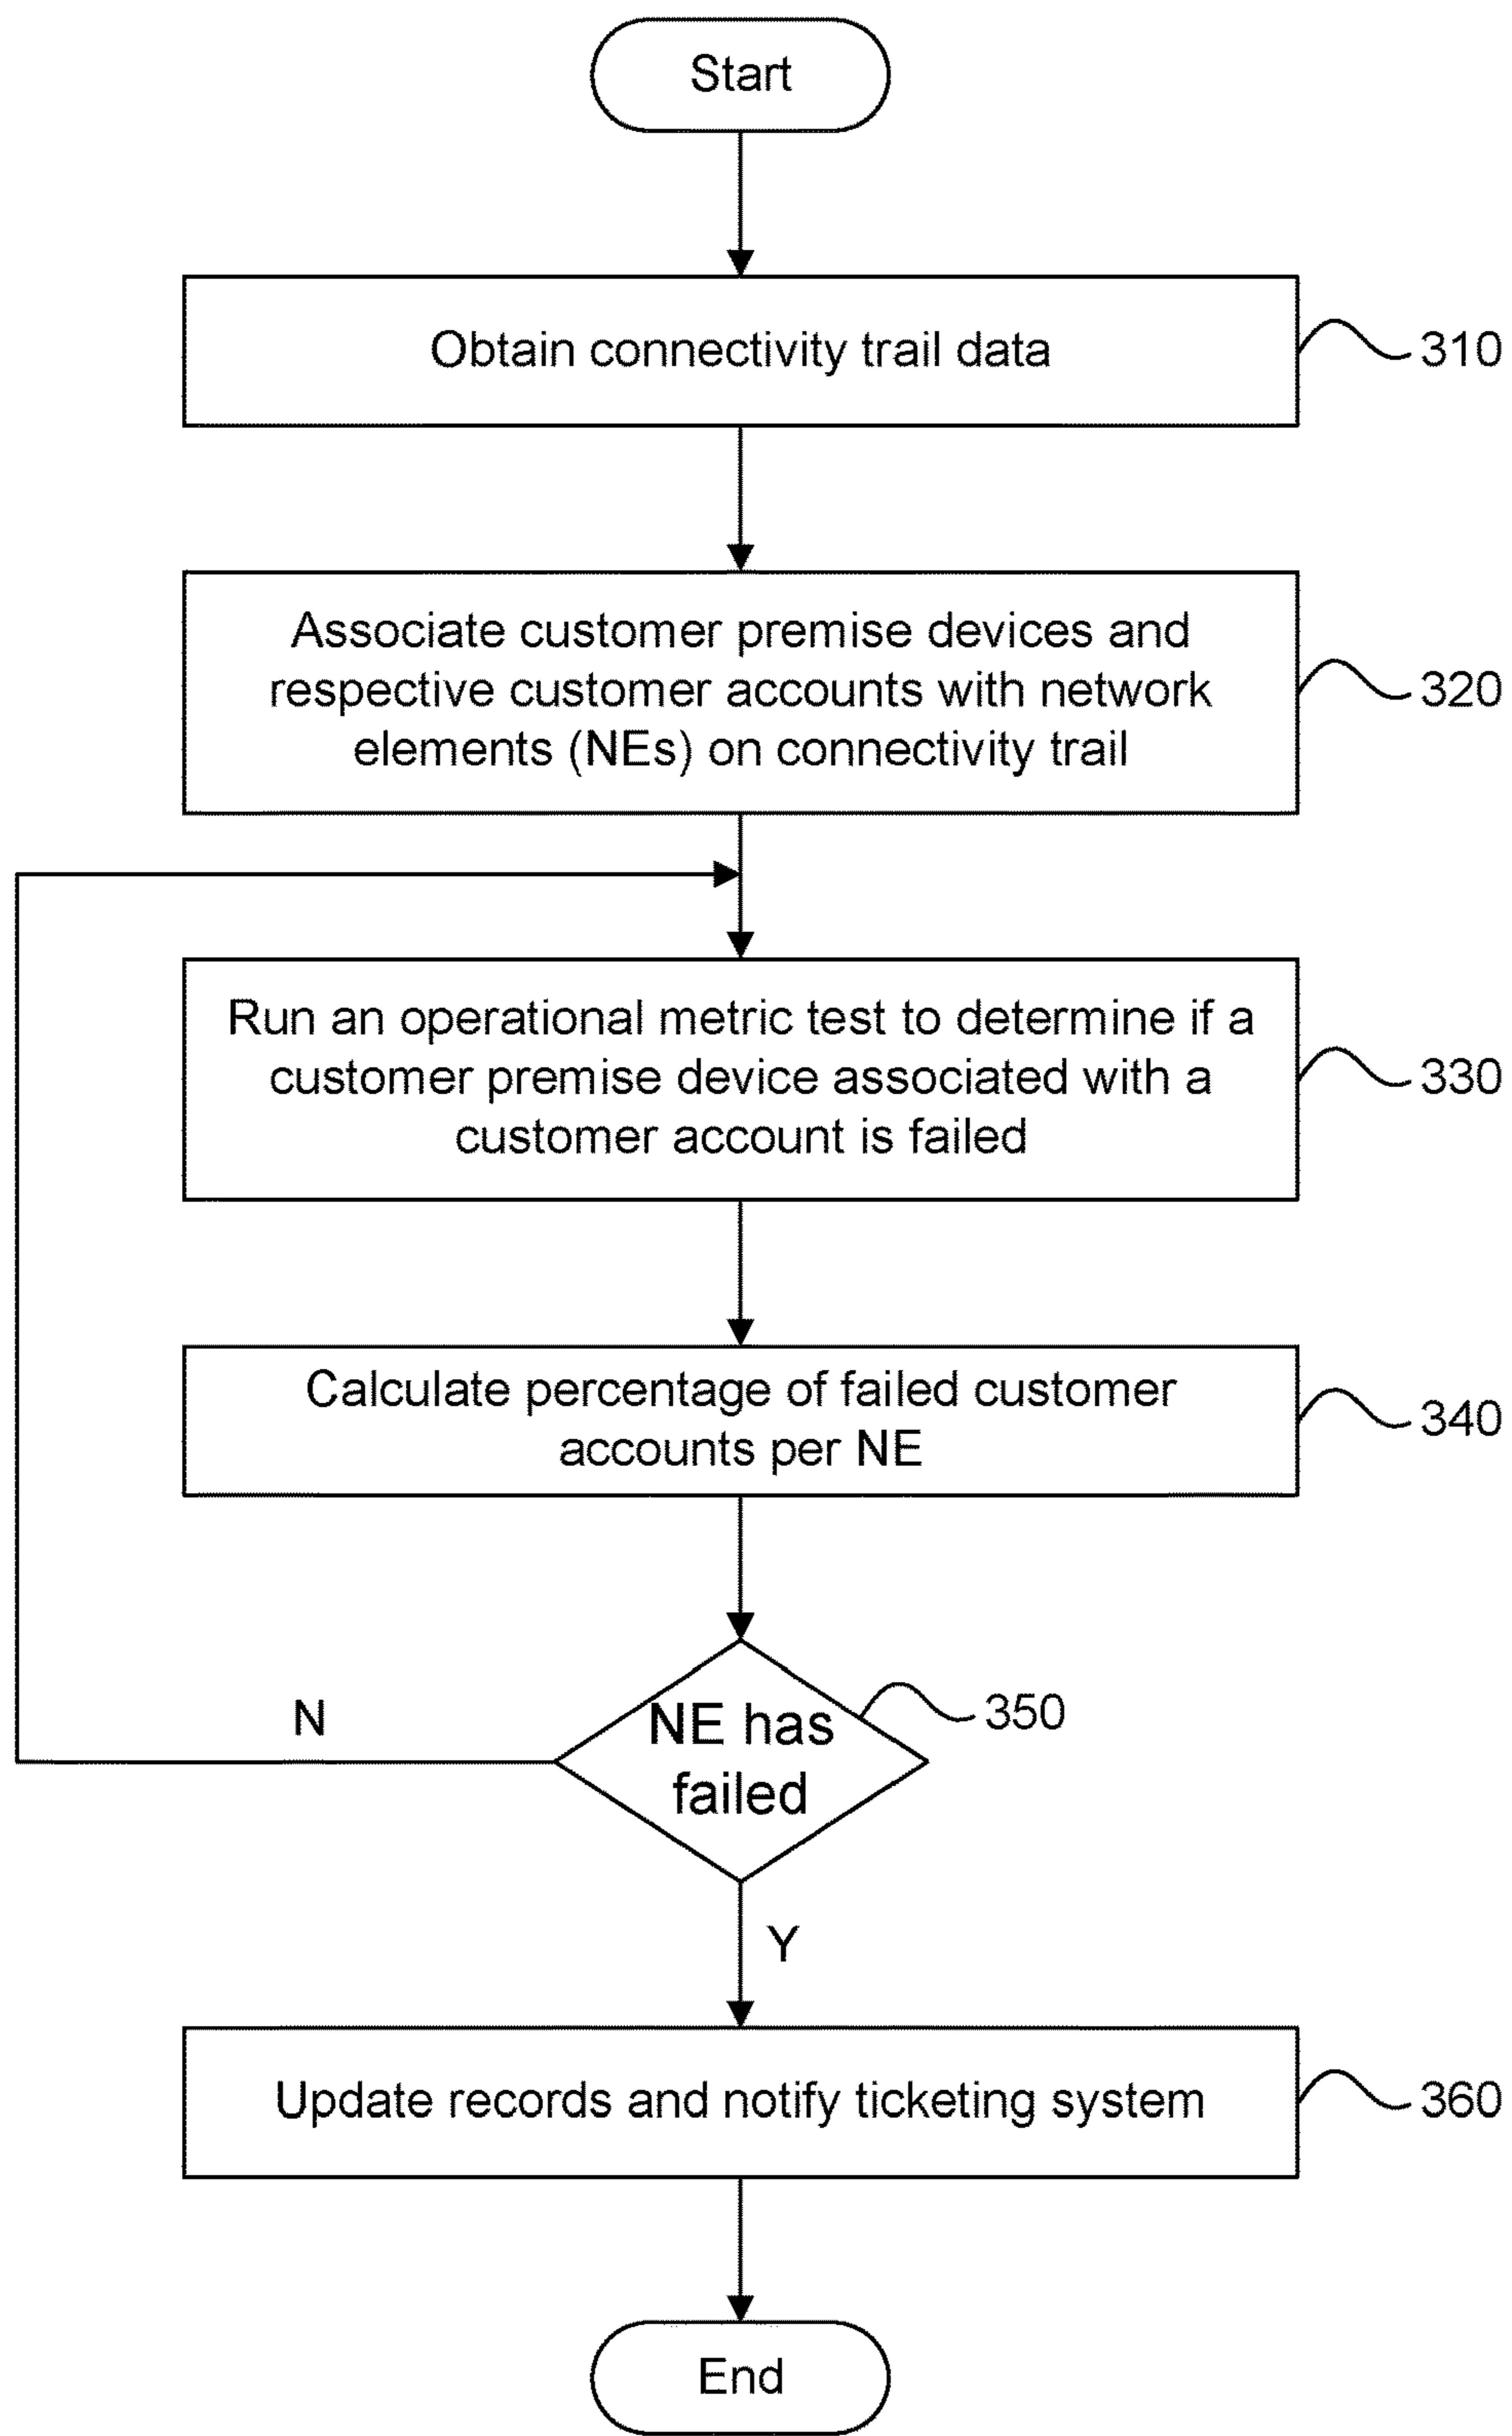 Start
Obtain connectivity trail data
310
Associate customer premise devices and
respective customer accounts with network
elements (NEs) on connectivity trail
320
Run an operational metric test to determine if a
customer premise device associated with a
customer account is failed
330
Calculate percentage of failed customer
accounts per NE
340
NE has
failed
350
N
Y
Update records and notify ticketing system
360
End